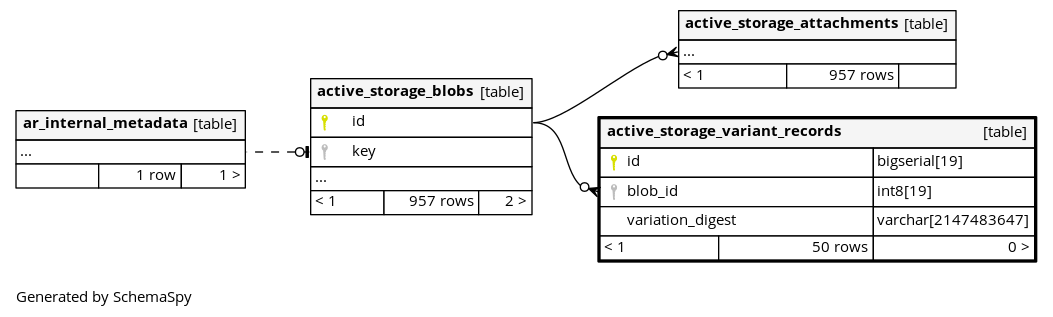 ar_internal_metadata [table]
...
1 row 1 >
active_storage_blobs [table]
id
key
...
< 1 957 rows 2 >
active_storage_attachments [table]
...
< 1 957 rows
active_storage_variant_records [table]
id bigserial[19]
blob_id int8[19]
variation_digest varchar[2147483647]
< 1 50 rows 0 >
Generated by SchemaSpy